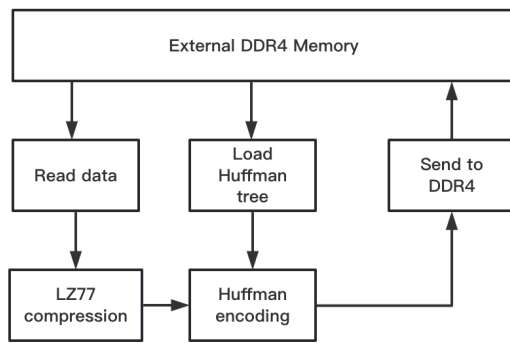 External DDR4 Memory
Read data
Load
Huffman
tree
Send to
DDR4
LZ77
compression
Huffman
encoding